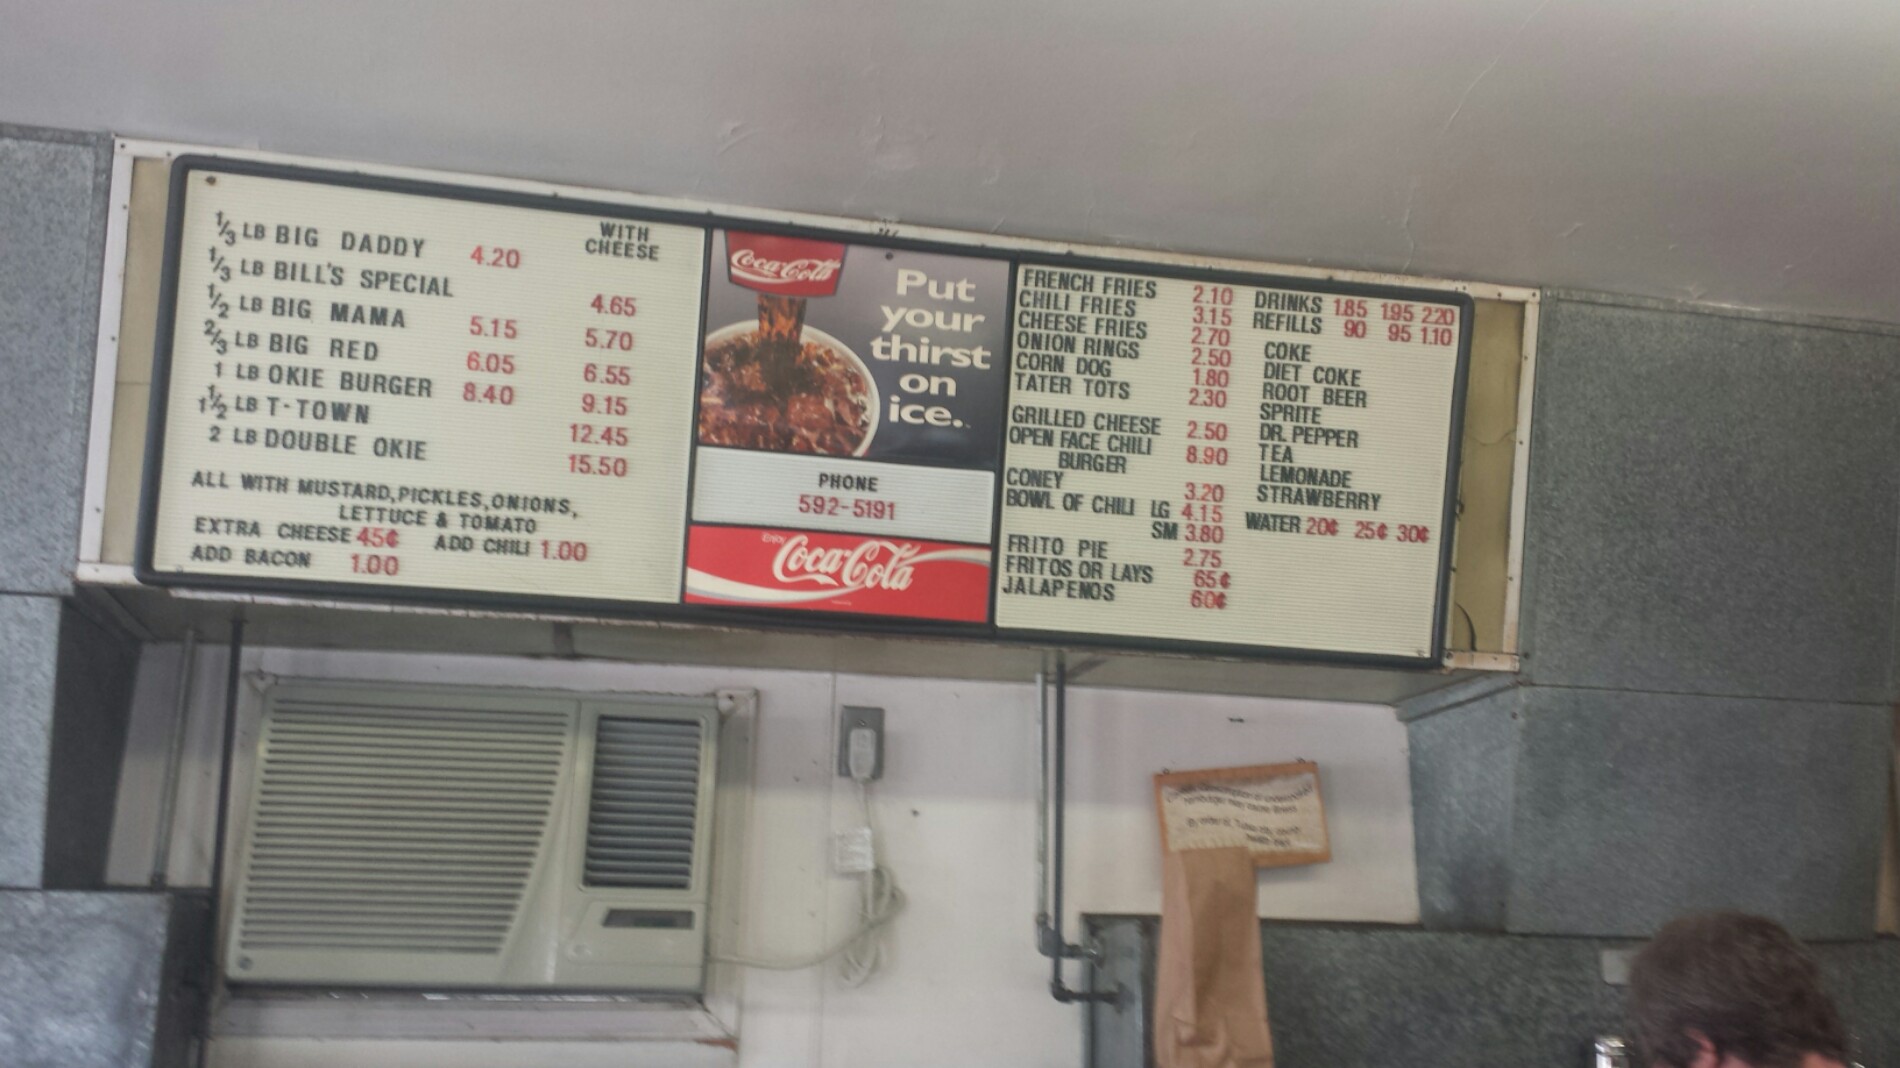 WITH
CHEESE
1/3 LB BIG DADDY 4.20
1/3 LB BILL'S SPECIAL 4.65
1/2 LB BIG MAMA 5.15 5.70
2/3 LB BIG RED 6.05 6.55
1 LB OKIE BURGER 8.40 9.15
1 1/2 LB T-TOWN 12.45
2 LB DOUBLE OKIE 15.50
ALL WITH MUSTARD, PICKLES, ONIONS,
LETTUCE & TOMATO
EXTRA CHEESE 45¢ ADD CHILI 1.00
ADD BACON 1.00
Coca-Cola
Put
your
thirst
on
ice.
PHONE
592-5191
Enjoy
Coca-Cola
FRENCH FRIES 2.10
CHILI FRIES 3.15
CHEESE FRIES 2.70
ONION RINGS 2.50
CORN DOG 1.80
TATER TOTS 2.30
GRILLED CHEESE 2.50
OPEN FACE CHILI 8.90
BURGER
CONEY 3.20
BOWL OF CHILI LG 4.15
SM 3.80
FRITO PIE 2.75
FRITOS OR LAYS 65¢
JALAPENOS 60¢
DRINKS 1.85 1.95 2.20
REFILLS 90 95 1.10
COKE
DIET COKE
ROOT BEER
SPRITE
DR. PEPPER
TEA
LEMONADE
STRAWBERRY
WATER 20¢ 25¢ 30¢